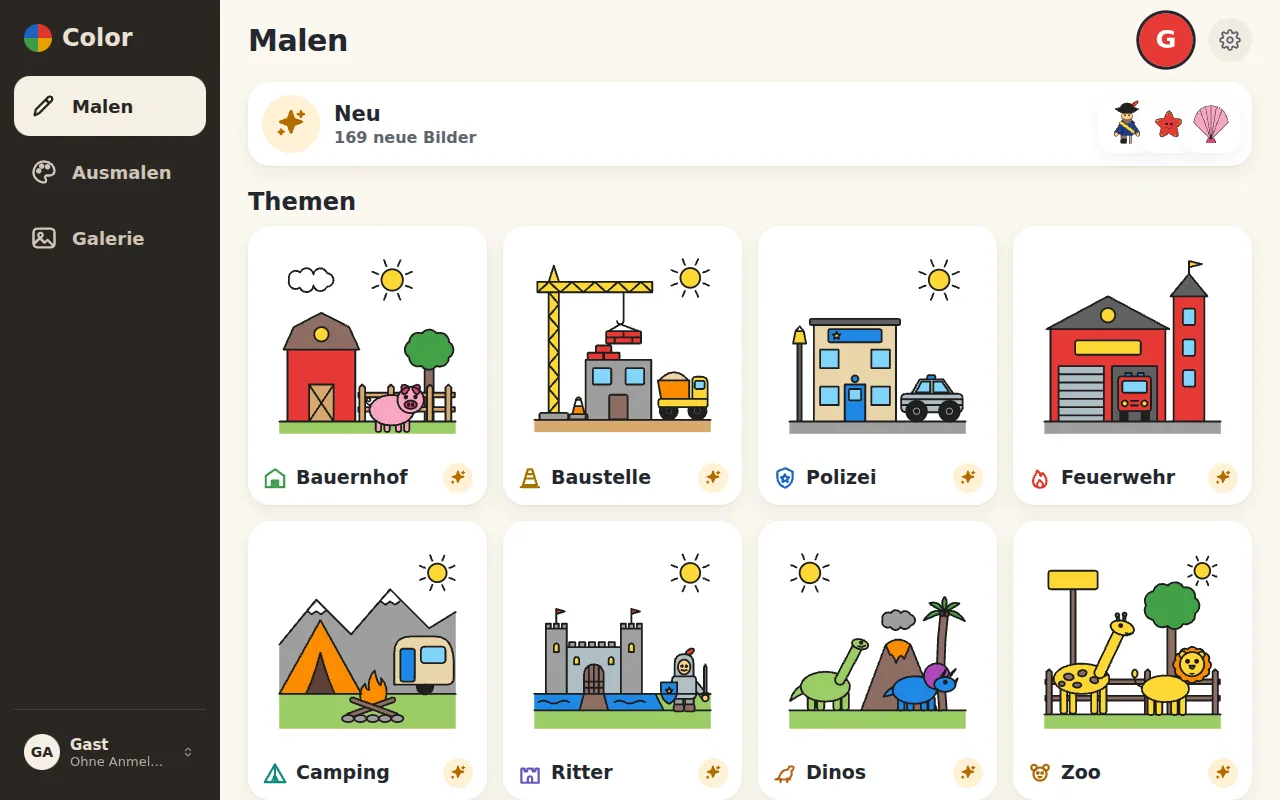 Color
Malen
Ausmalen
Galerie
GA
Gast
Ohne Anmel...
Malen
G
Neu
169 neue Bilder
Themen
Bauernhof
Baustelle
Polizei
Feuerwehr
Camping
Ritter
Dinos
Zoo